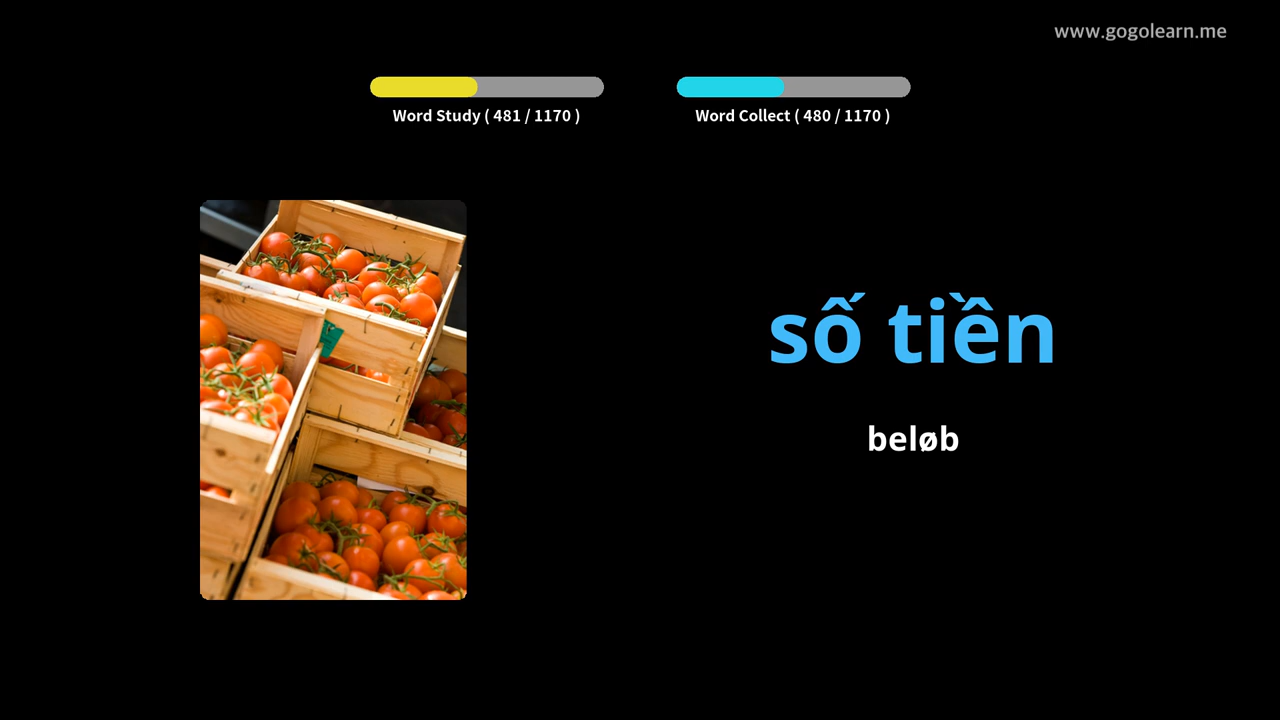 www.gogolearn.me
Word Study ( 481 / 1170 )
Word Collect ( 480 / 1170 )
số tiền
beløb